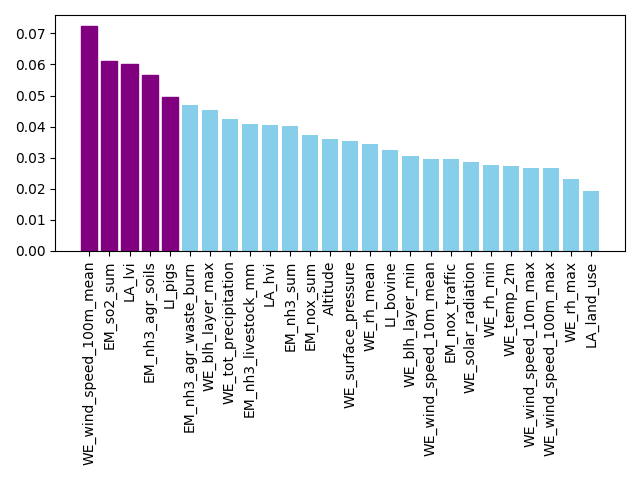 0.07
0.06
0.05
0.04
0.03
0.02
0.01
0.00
WE_wind_speed_100m_mean
EM_so2_sum
LA_lvi
EM_nh3_agr_soils
LI_pigs
EM_nh3_agr_waste_burn
WE_blh_layer_max
WE_tot_precipitation
EM_nh3_livestock_mm
LA_hvi
EM_nh3_sum
EM_nox_sum
Altitude
WE_surface_pressure
WE_rh_mean
LI_bovine
WE_blh_layer_min
WE_wind_speed_10m_mean
EM_nox_traffic
WE_solar_radiation
WE_rh_min
WE_temp_2m
WE_wind_speed_10m_max
WE_wind_speed_100m_max
WE_rh_max
LA_land_use